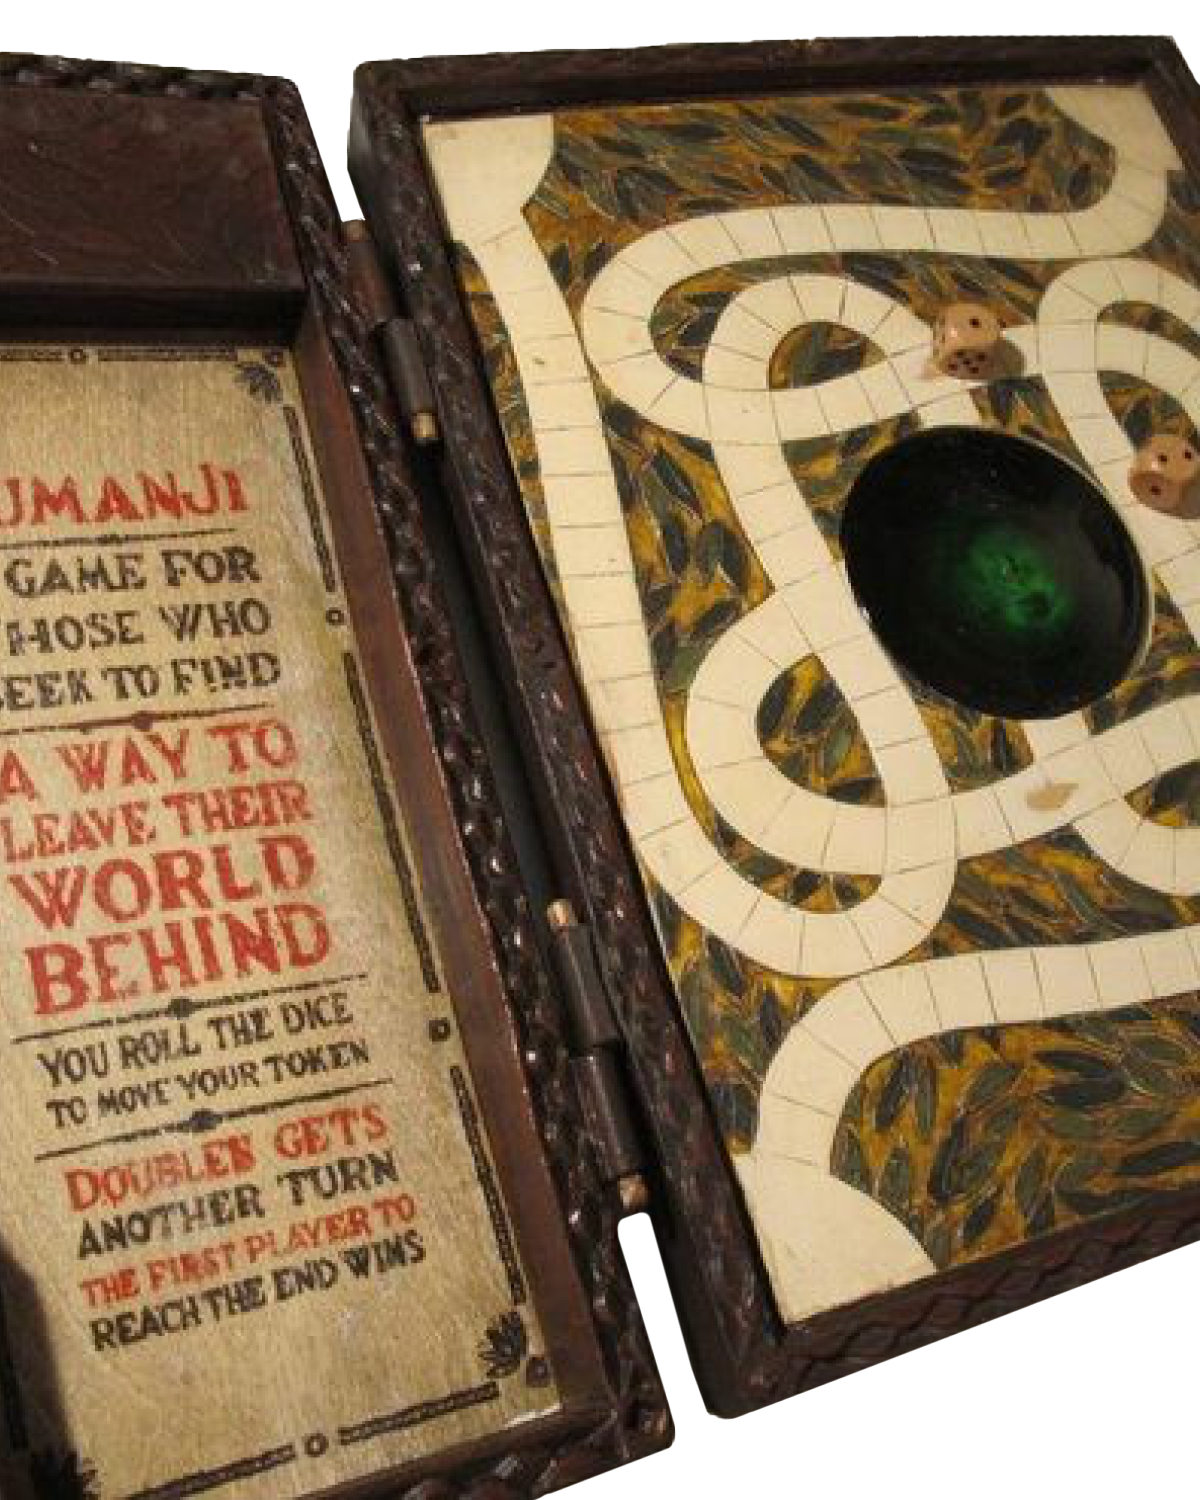 UMANJI
GAME FOR
HOSE WHO
EEK TO FIND
A WAY TO
LEAVE THEIR
WORLD
BEHIND
YOU ROLL THE DICE
TO MOVE YOUR TOKEN
DOUBLES GETS
ANOTHER TURN
THE FIRST PLAYER TO
REACH THE END WINS